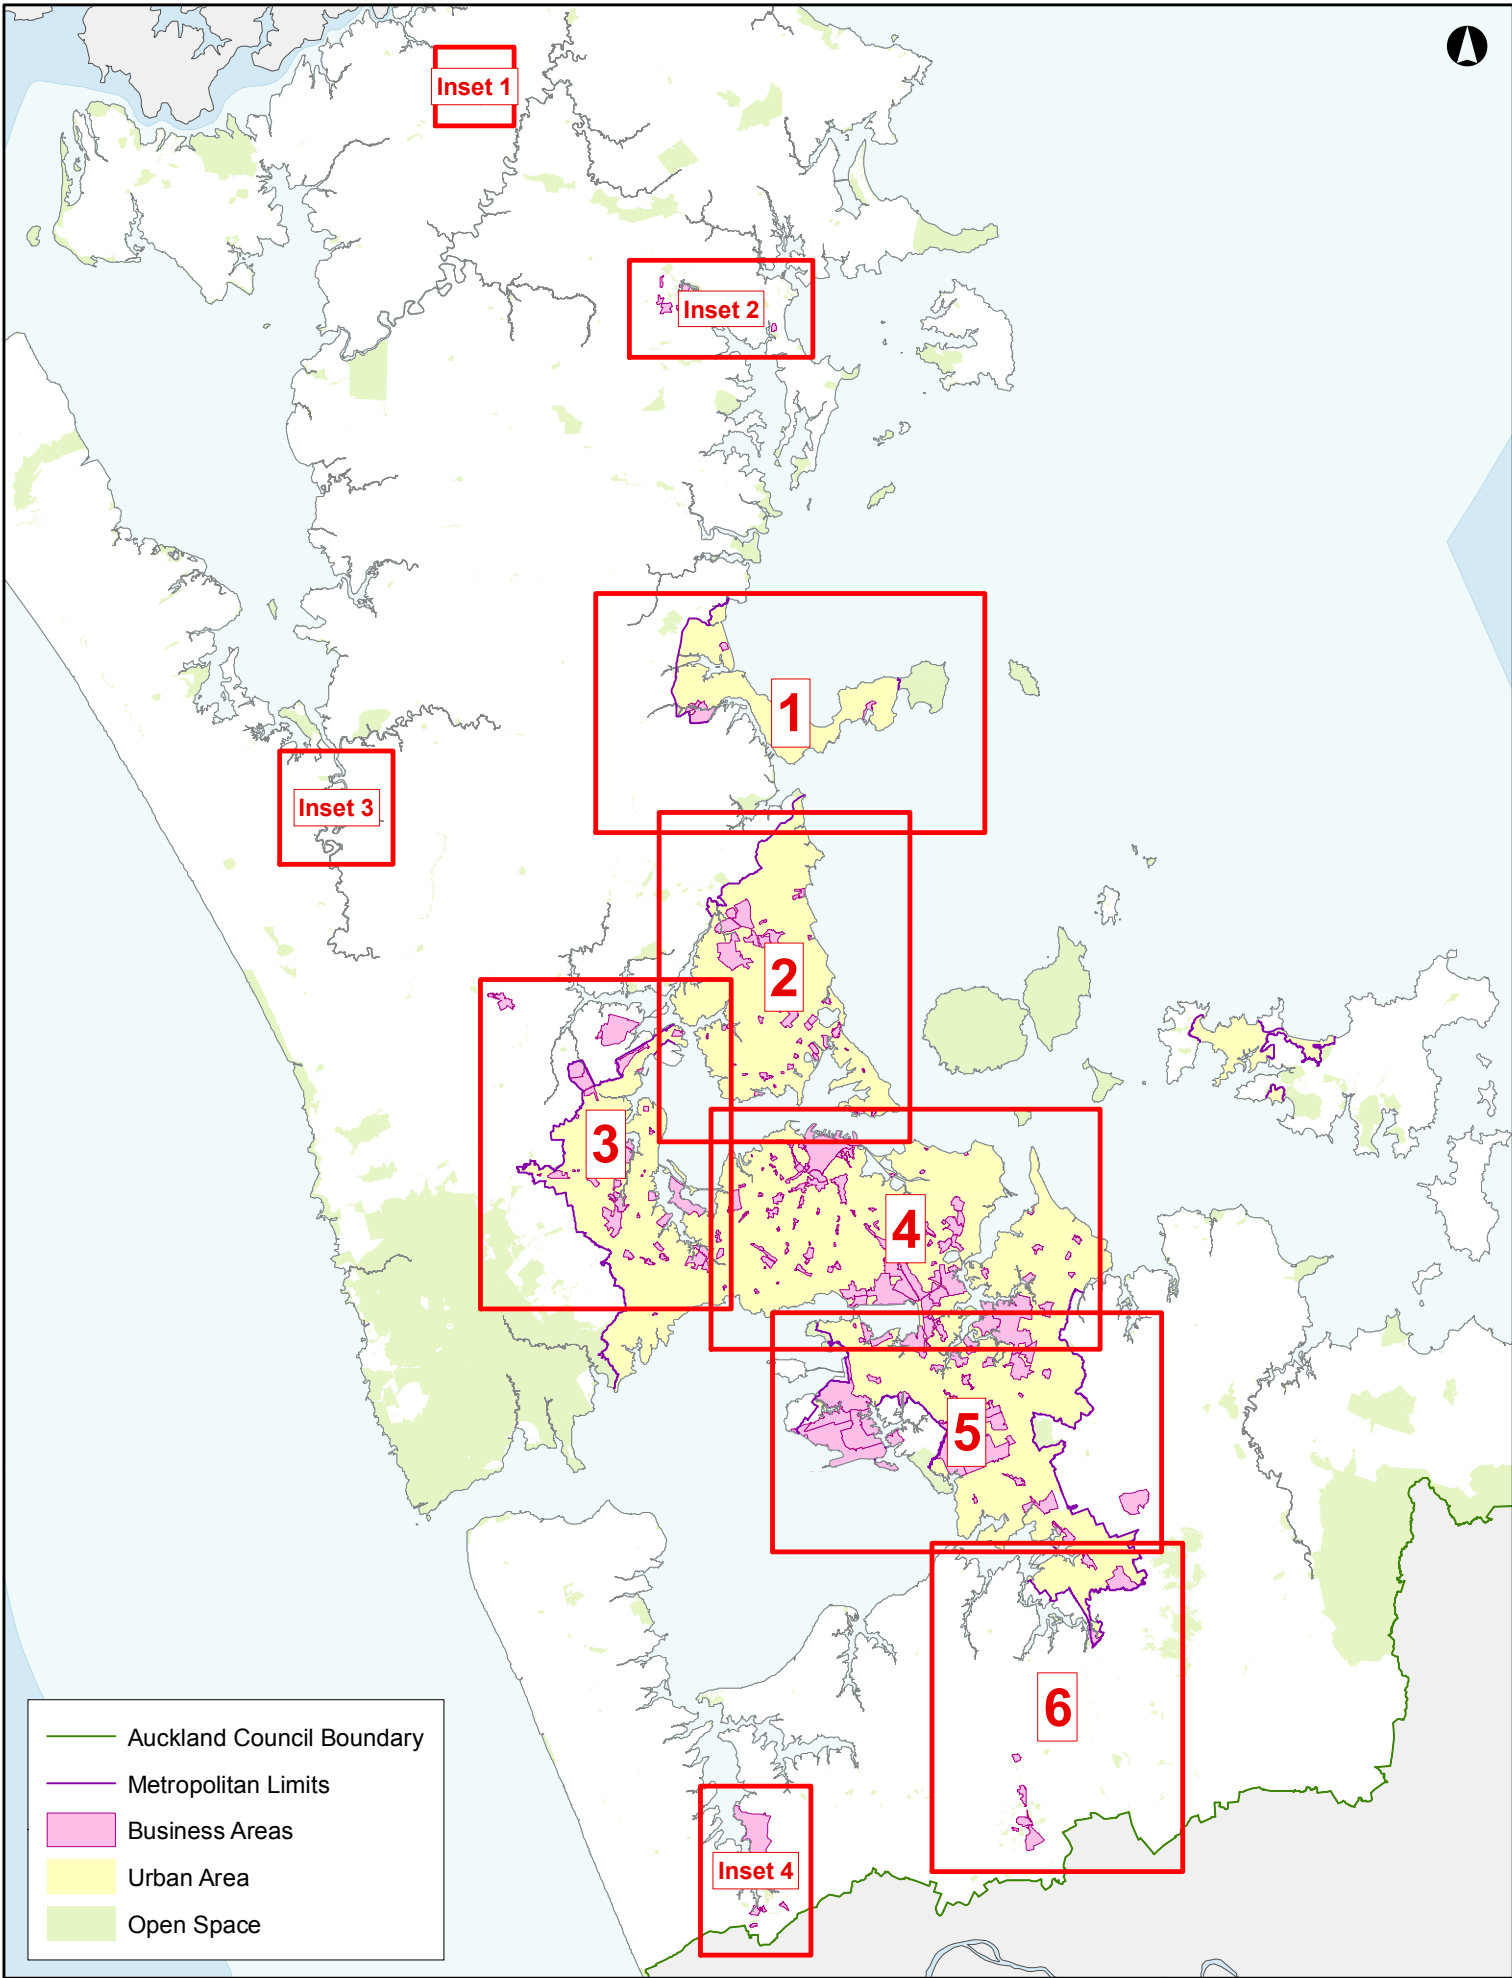 Inset 1
Inset 2
1
Inset 3
2
3
4
5
6
Inset 4
Auckland Council Boundary
Metropolitan Limits
Business Areas
Urban Area
Open Space